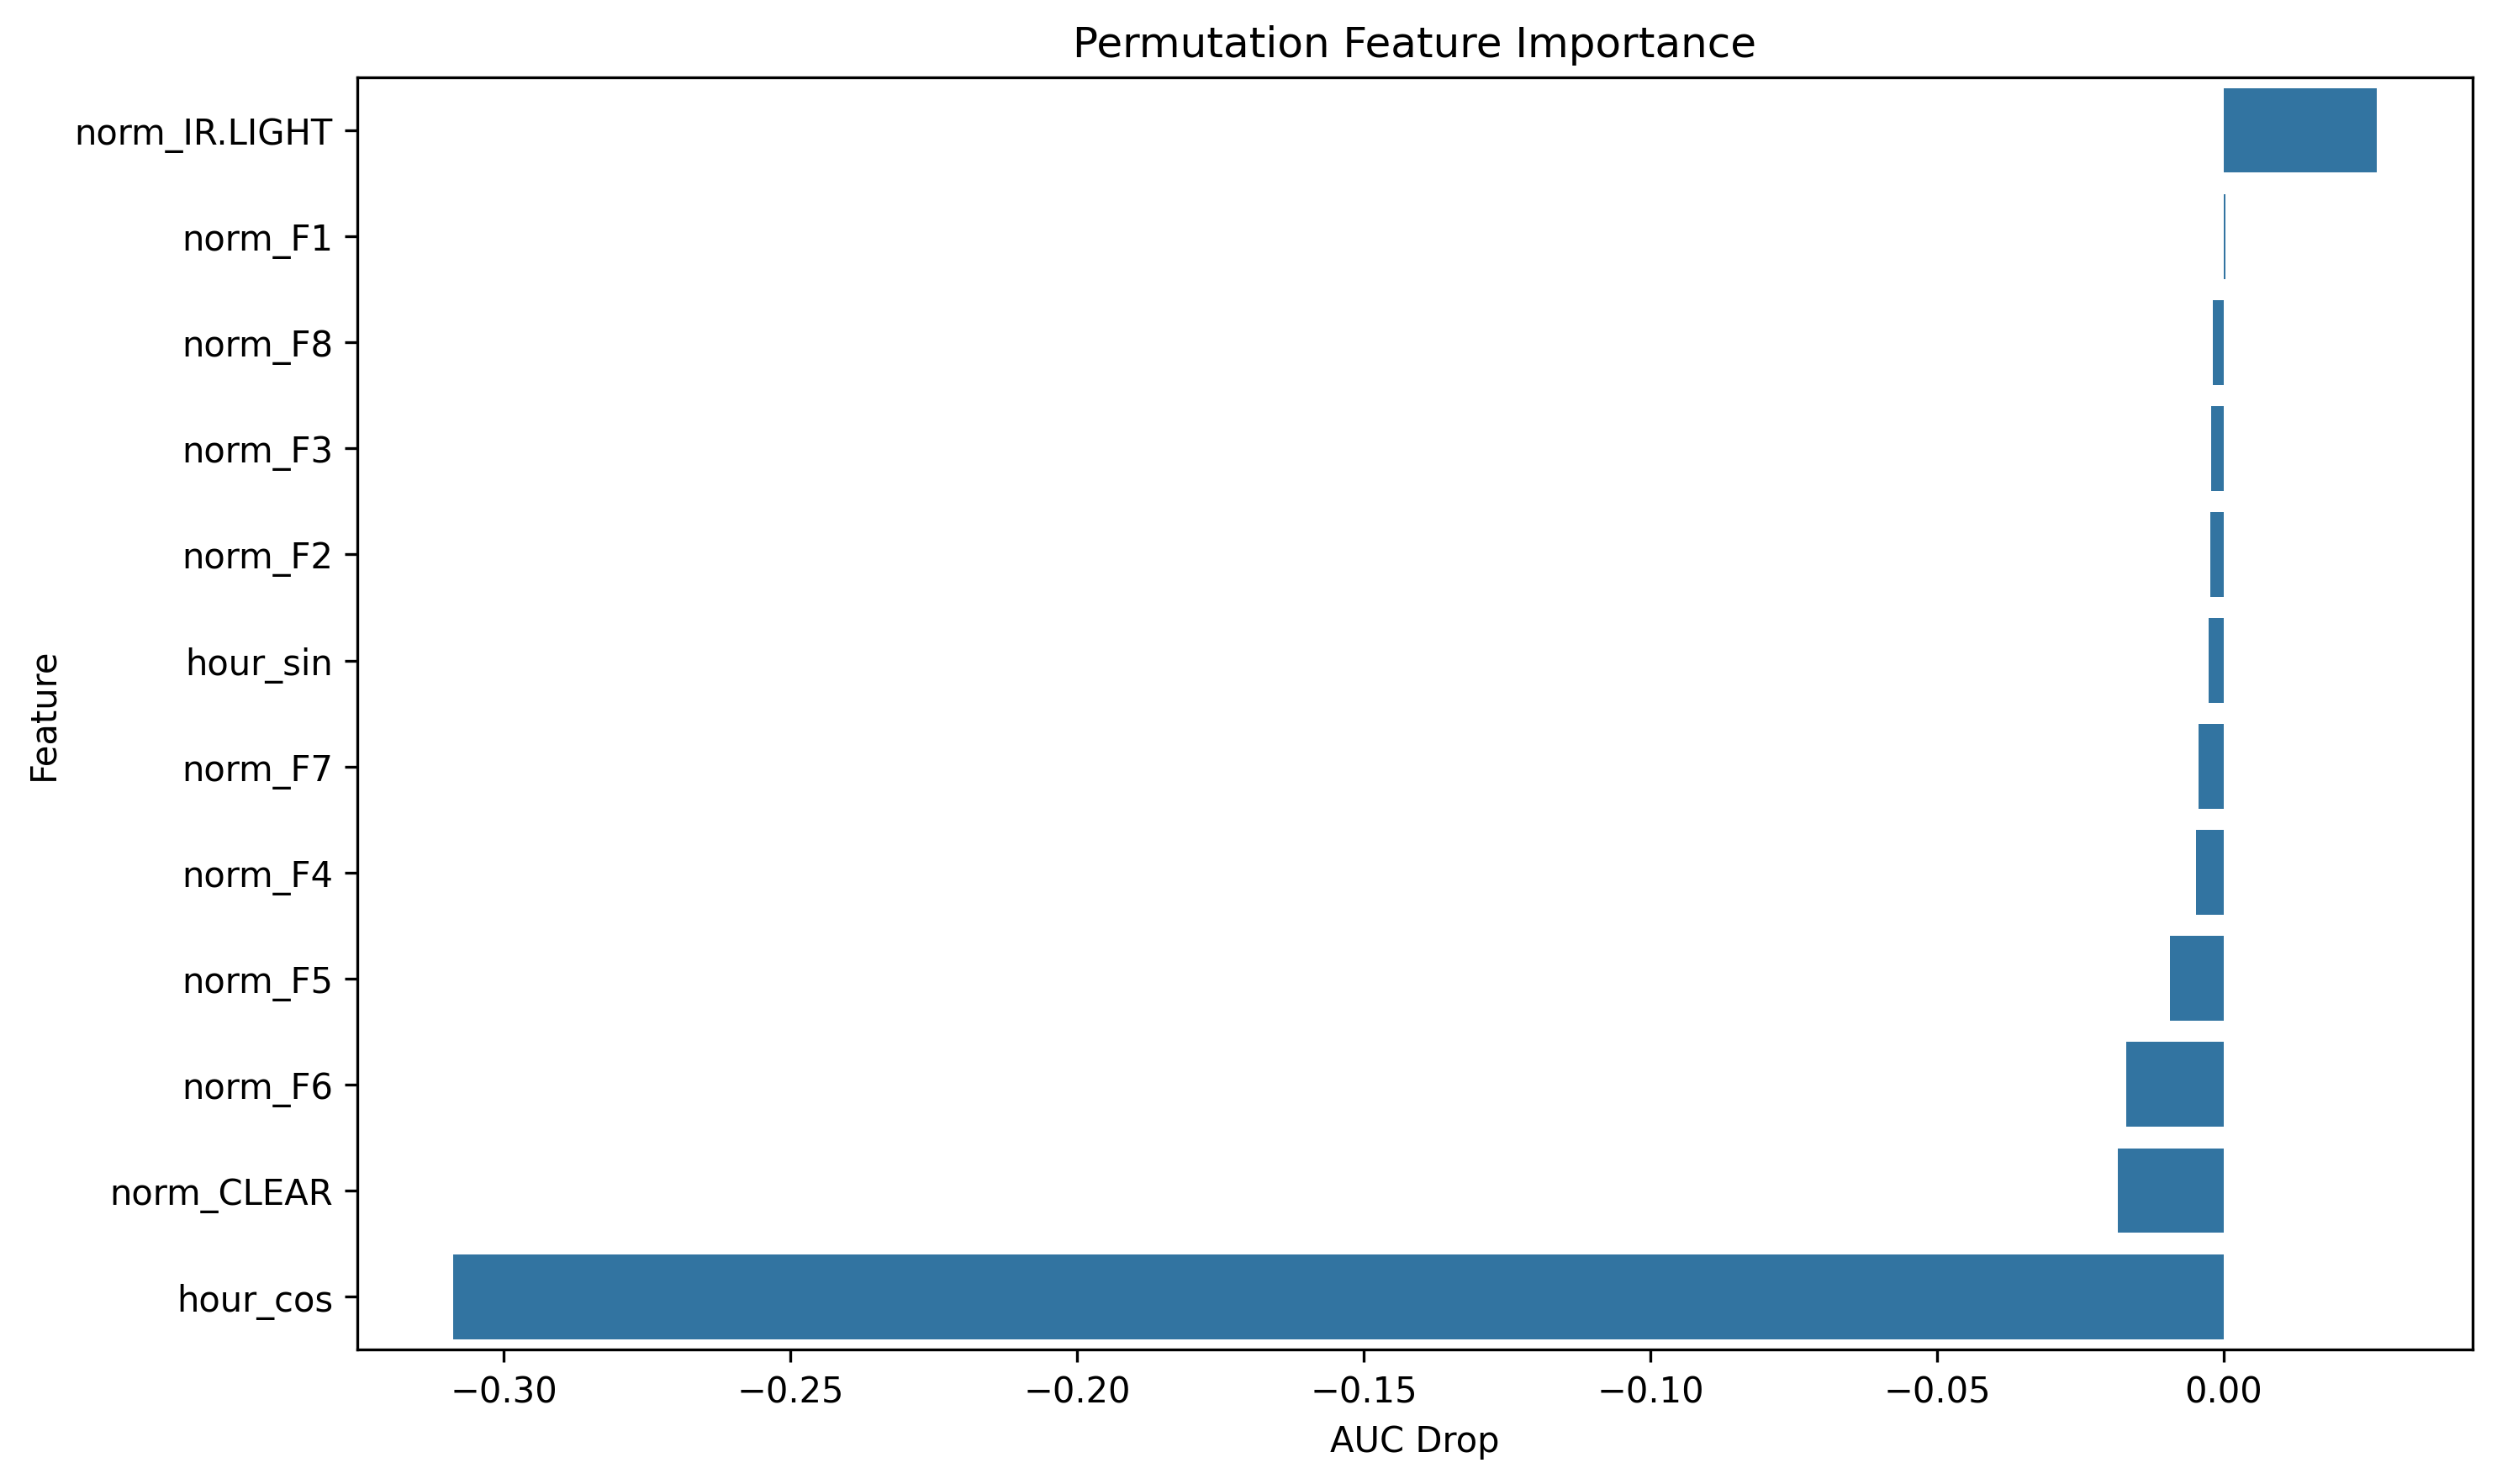 Permutation Feature Importance
norm_IR.LIGHT
norm_F1
norm_F8
norm_F3
norm_F2
hour_sin
norm_F7
norm_F4
norm_F5
norm_F6
norm_CLEAR
hour_cos
Feature
−0.30 −0.25 −0.20 −0.15 −0.10 −0.05 0.00
AUC Drop